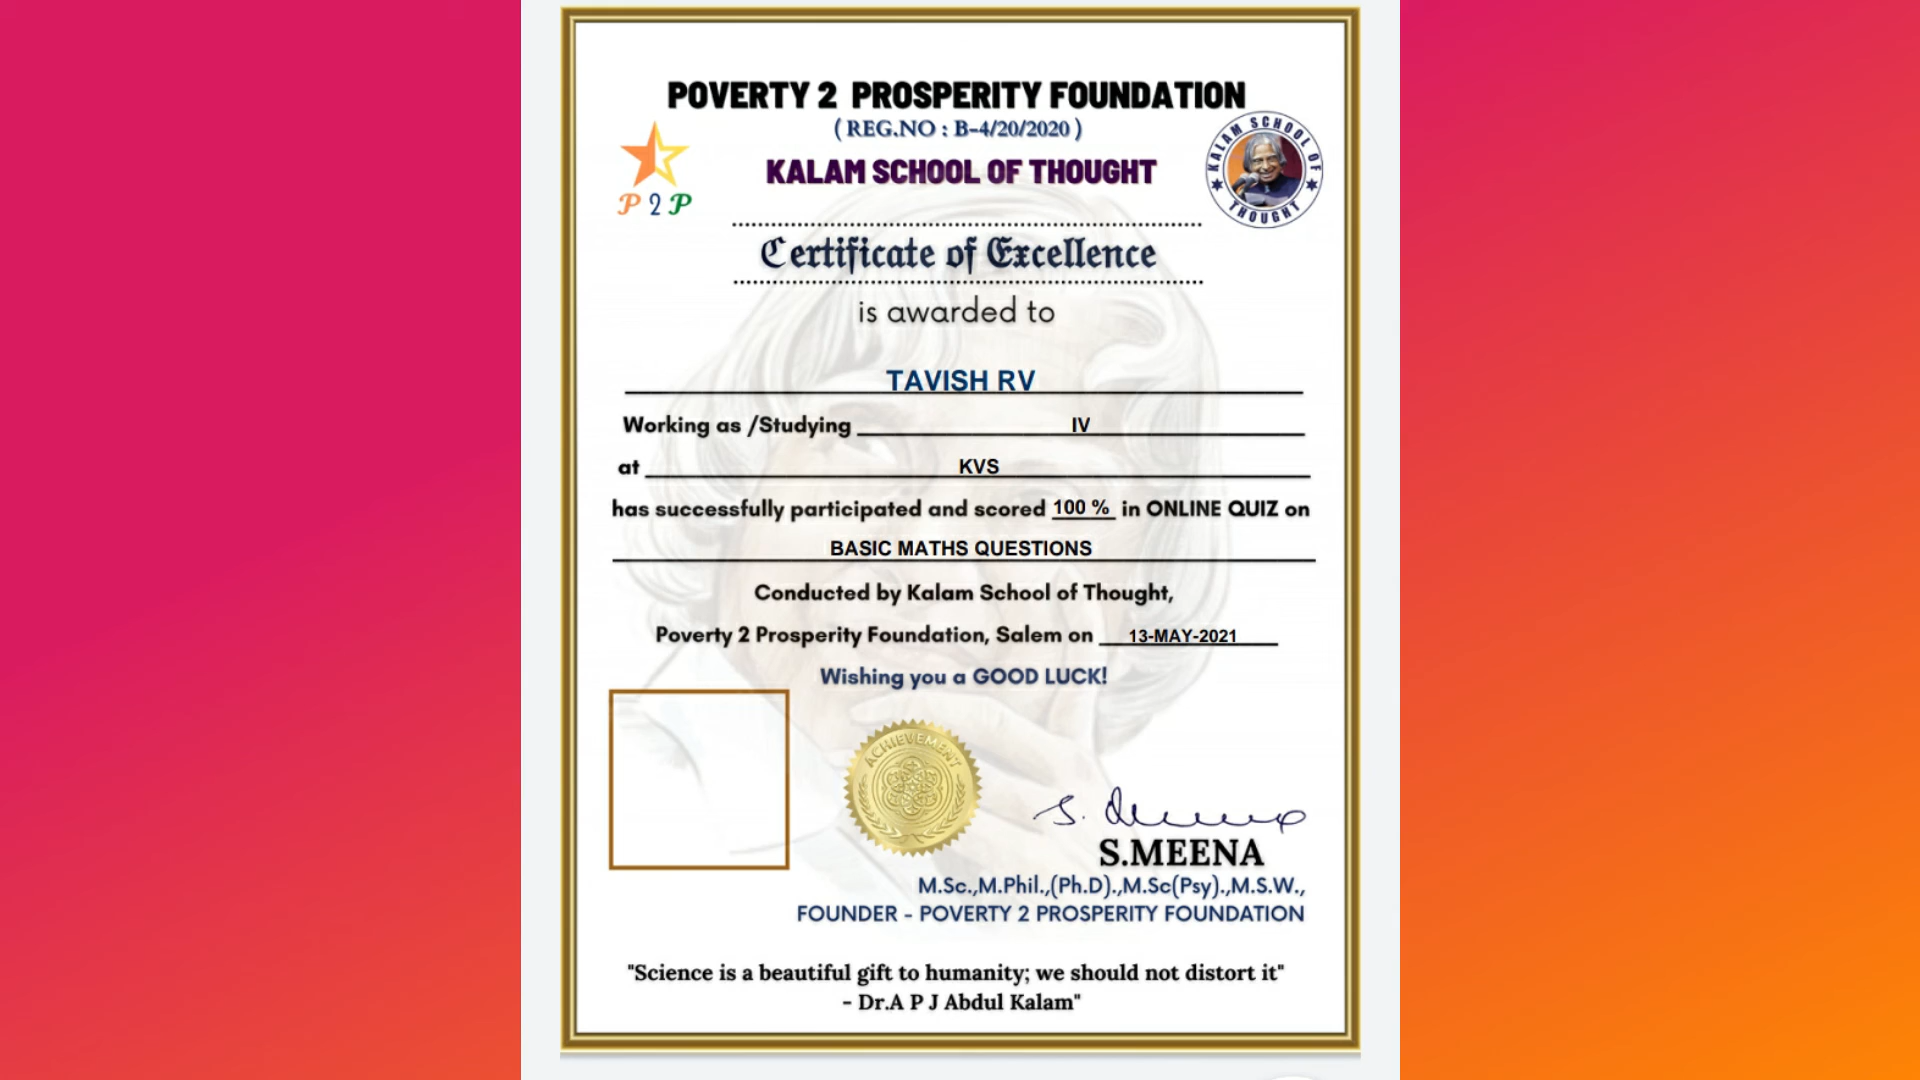 POVERTY 2 PROSPERITY FOUNDATION
( REG.NO : B-4/20/2020 )
KALAM SCHOOL OF THOUGHT
P 2 P
KALAM SCHOOL OF THOUGHT
Certificate of Excellence
is awarded to
TAVISH RV
Working as /Studying IV
at KVS
has successfully participated and scored 100 % in ONLINE QUIZ on
BASIC MATHS QUESTIONS
Conducted by Kalam School of Thought,
Poverty 2 Prosperity Foundation, Salem on 13-MAY-2021
Wishing you a GOOD LUCK!
ACHIEVEMENT
S. Meena
S.MEENA
M.Sc.,M.Phil.,(Ph.D).,M.Sc(Psy).,M.S.W.,
FOUNDER - POVERTY 2 PROSPERITY FOUNDATION
"Science is a beautiful gift to humanity; we should not distort it"
- Dr.A P J Abdul Kalam"